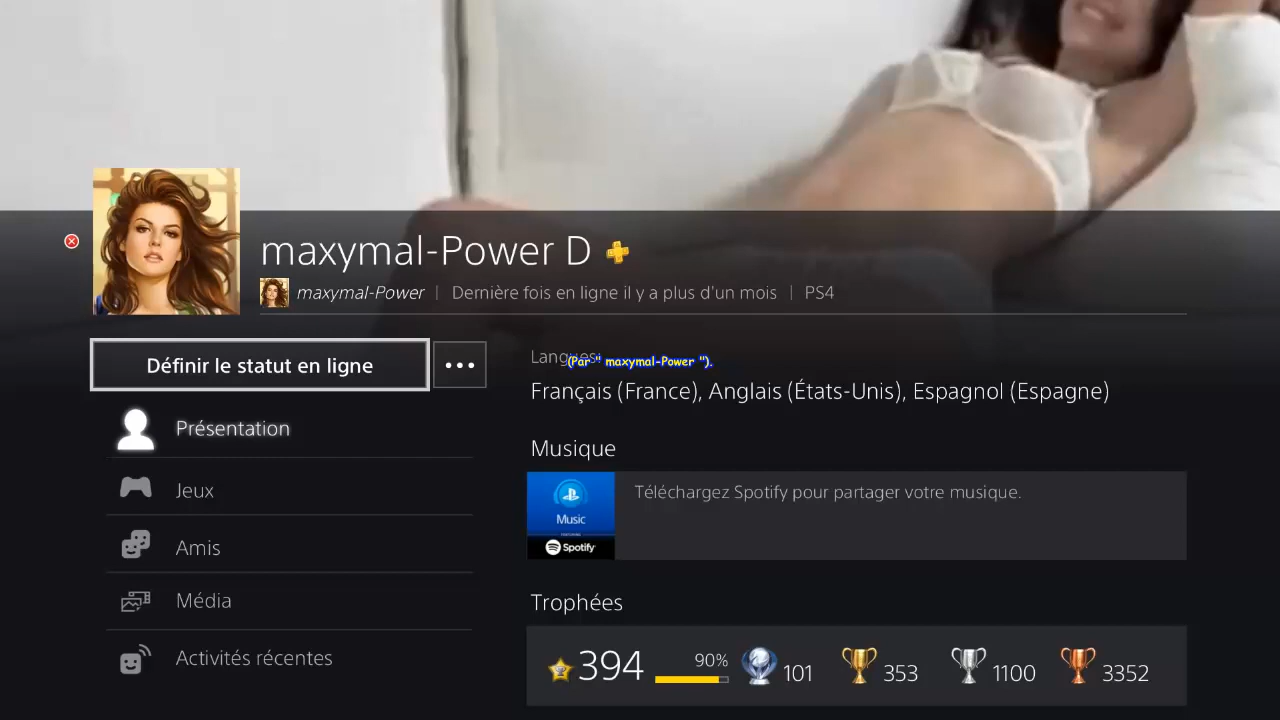 maxymal-Power D
maxymal-Power | Dernière fois en ligne il y a plus d'un mois | PS4
Définir le statut en ligne
Présentation
Jeux
Amis
Média
Activités récentes
Langues
(Par " maxymal-Power ").
Français (France), Anglais (États-Unis), Espagnol (Espagne)
Musique
Téléchargez Spotify pour partager votre musique.
Music
Spotify
Trophées
394 90% 101 353 1100 3352